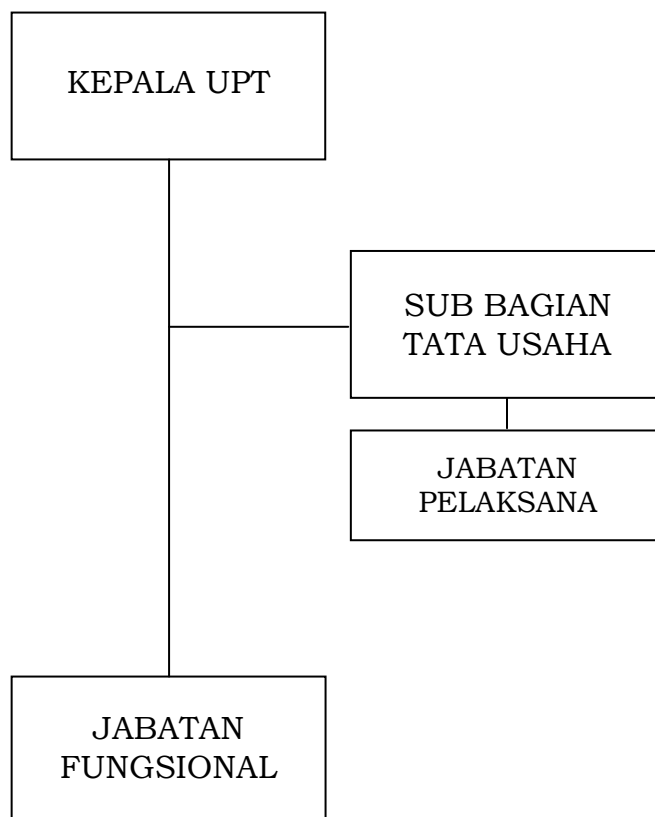 KEPALA UPT
SUB BAGIAN
TATA USAHA
JABATAN
PELAKSANA
JABATAN
FUNGSIONAL